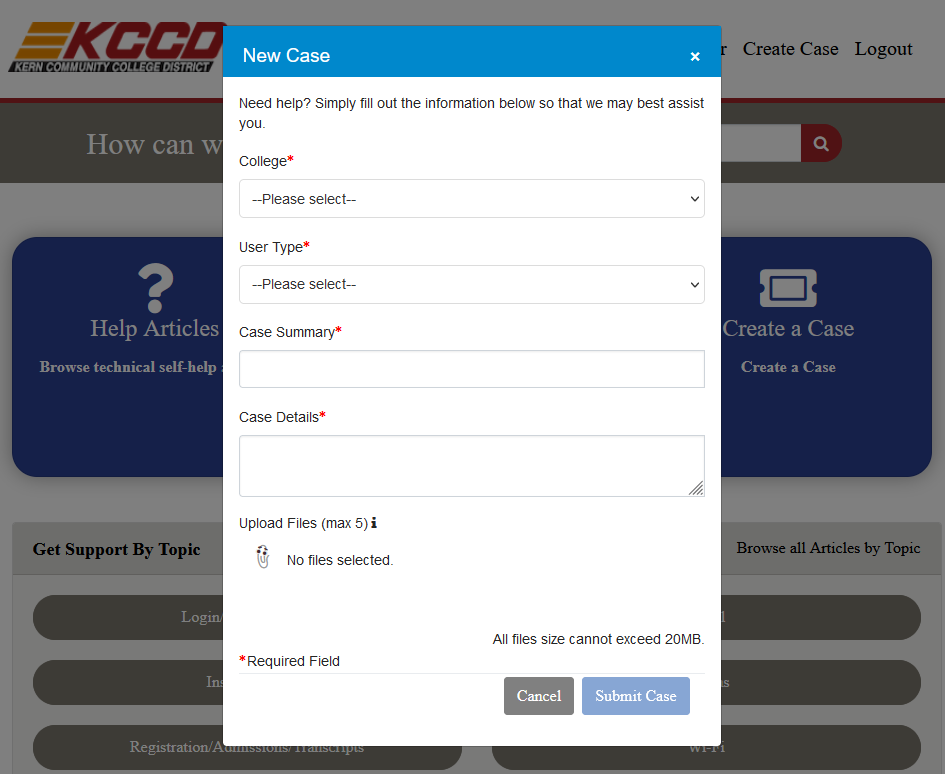 KCCD
KERN COMMUNITY COLLEGE DISTRICT
Create Case Logout
New Case
×
How can w
Need help? Simply fill out the information below so that we may best assist
you.
College*
--Please select--
User Type*
--Please select--
Help Articles
Browse technical self-help
Create a Case
Create a Case
Case Summary*
Case Details*
Upload Files (max 5)
No files selected.
All files size cannot exceed 20MB.
*Required Field
Cancel Submit Case
Get Support By Topic
Browse all Articles by Topic
Login/
Ins
Registration/Admissions/Transcripts
Wi-Fi